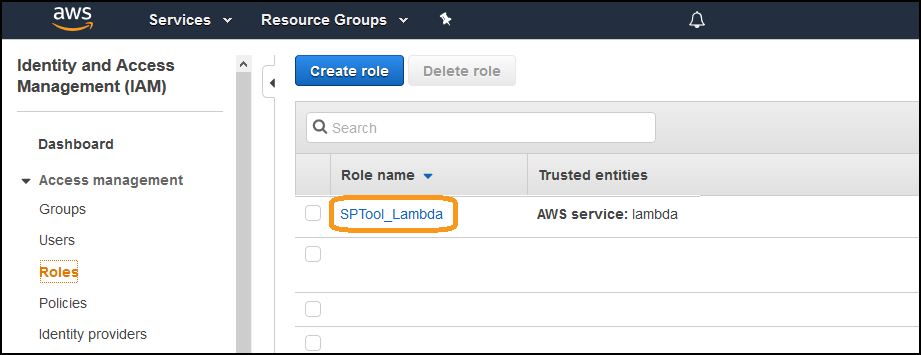 aws Services Resource Groups
Identity and Access
Management (IAM)
Dashboard
Access management
Groups
Users
Roles
Policies
Identity providers
Create role Delete role
Search
Role name Trusted entities
SPTool_Lambda AWS service: lambda